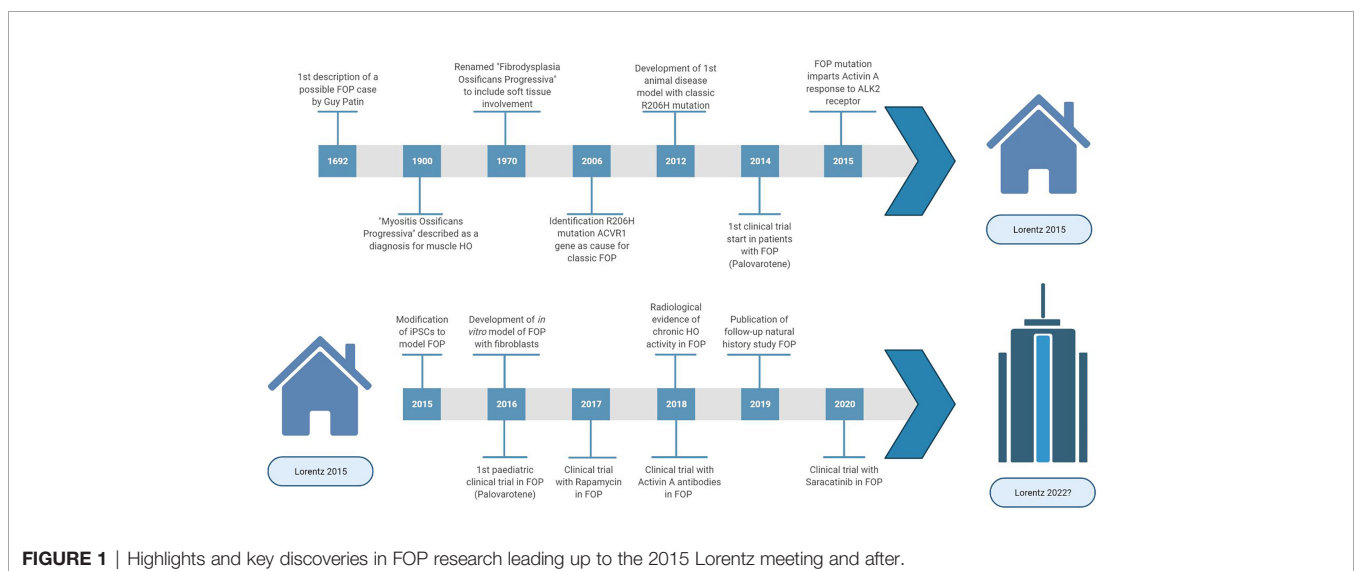 1st description of a
possible FOP case
by Guy Patin
Renamed "Fibrodysplasia
Ossificans Progressiva"
to include soft tissue
involvement
Development of 1st
animal disease
model with classic
R206H mutation
FOP mutation
imparts Activin A
response to ALK2
receptor
1692
1900
1970
2006
2012
2014
2015
"Myositis Ossificans
Progressiva" described as a
diagnosis for muscle HO
Identification R206H
mutation ACVR1
gene as cause for
classic FOP
1st clinical trial
start in patients
with FOP
(Palovarotene)
Lorentz 2015
Modification
of iPSCs to
model FOP
Development of in
vitro model of FOP
with fibroblasts
Radiological
evidence of
chronic HO
activity in FOP
Publication of
follow-up natural
history study FOP
2015
2016
2017
2018
2019
2020
Lorentz 2015
1st paediatric
clinical trial in FOP
(Palovarotene)
Clinical trial
with Rapamycin
in FOP
Clinical trial with
Activin A antibodies
in FOP
Clinical trial with
Saracatinib in FOP
Lorentz 2022?
FIGURE 1 | Highlights and key discoveries in FOP research leading up to the 2015 Lorentz meeting and after.